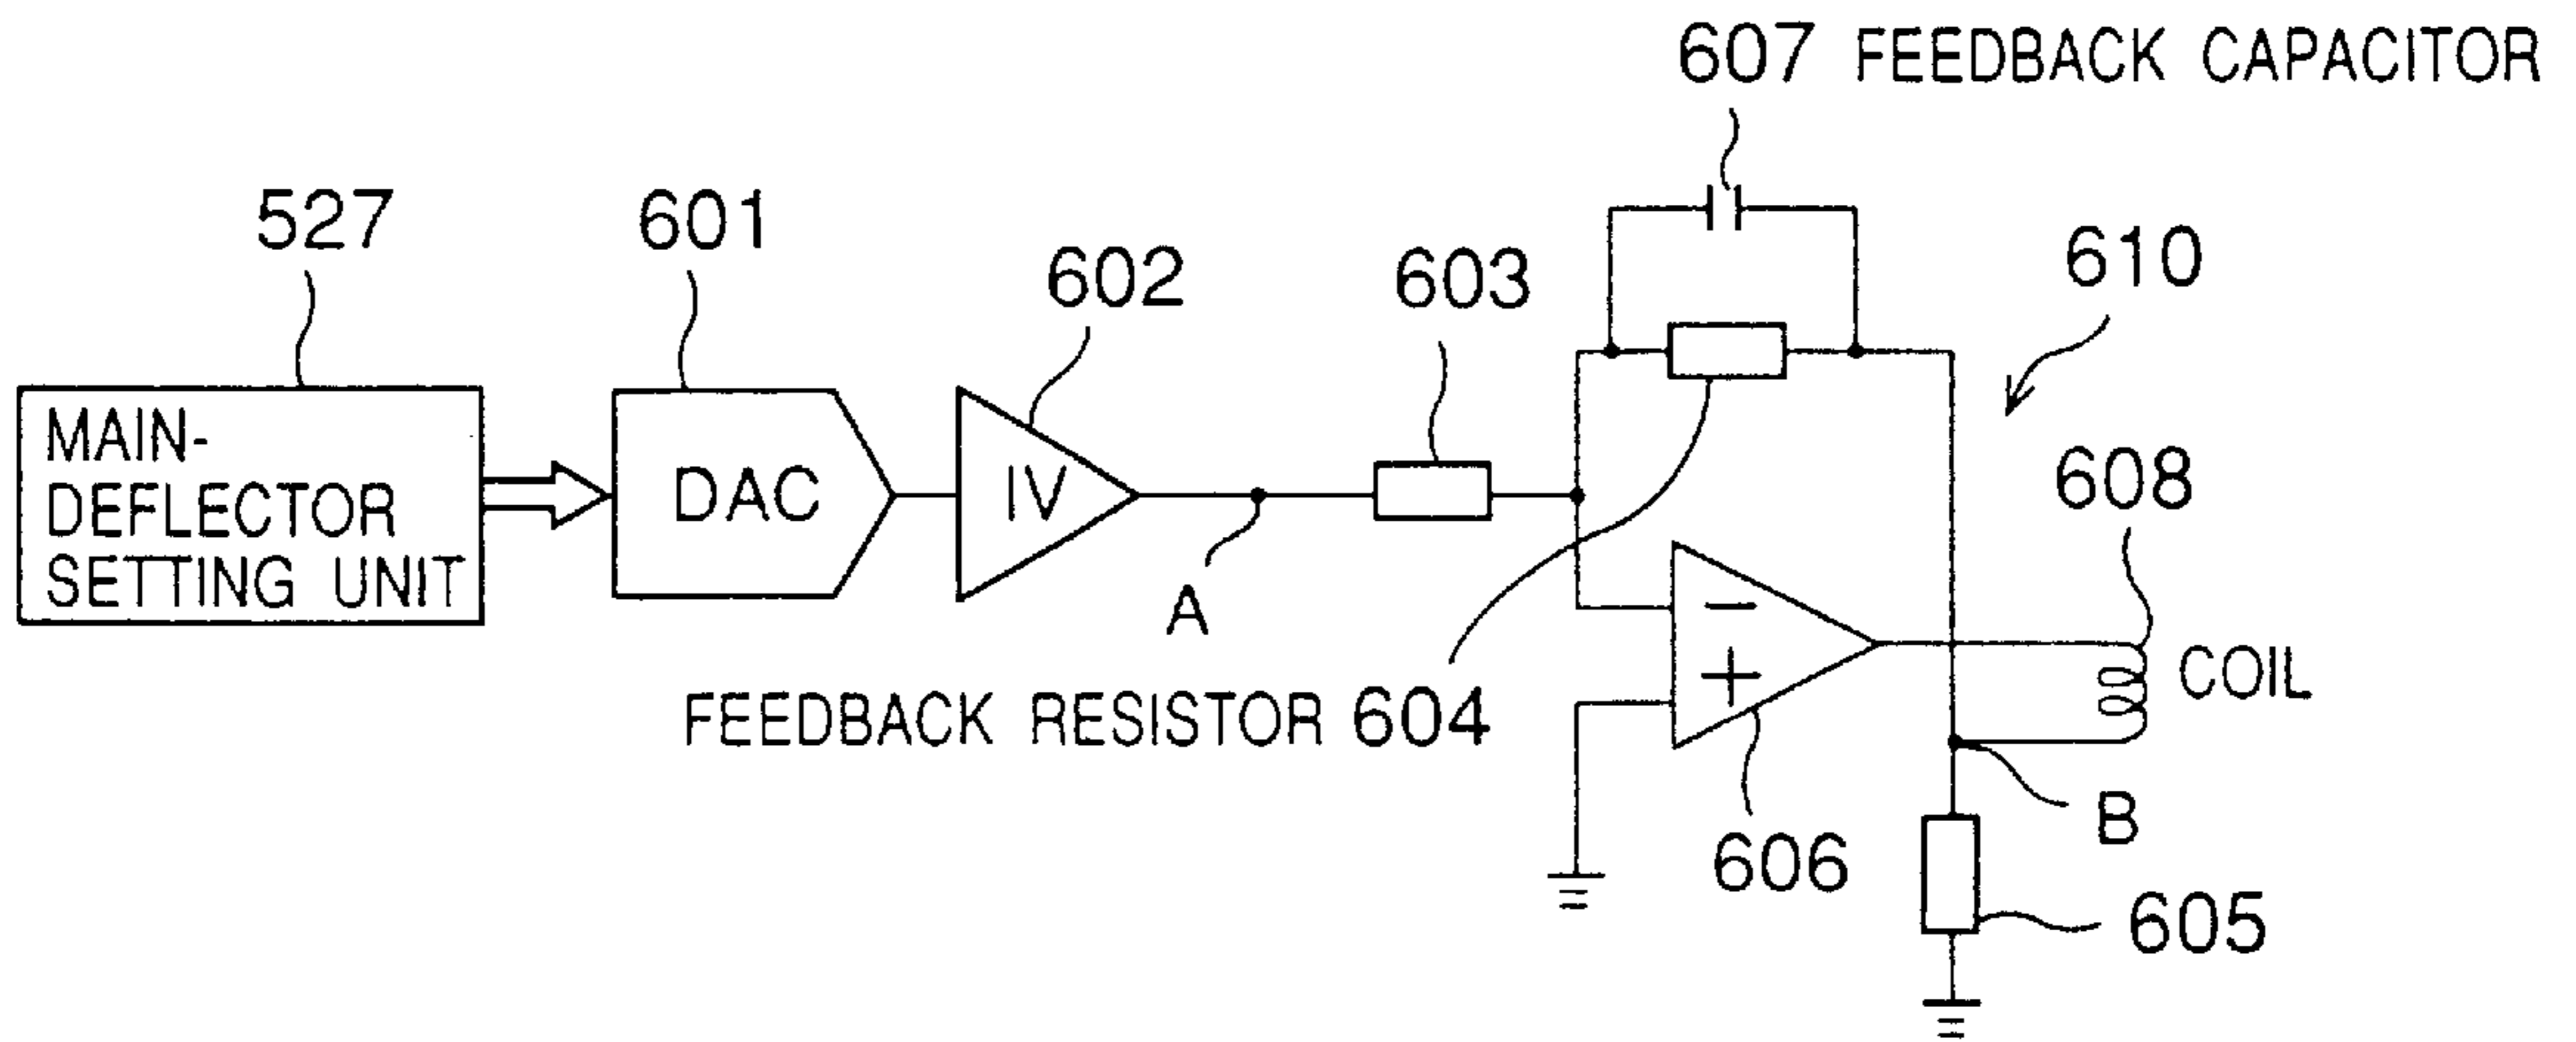 607 FEEDBACK CAPACITOR
527
601
602
603
610
MAIN-
DEFLECTOR
SETTING UNIT
DAC
IV
A
608
COIL
FEEDBACK RESISTOR 604
−
+
606
B
605